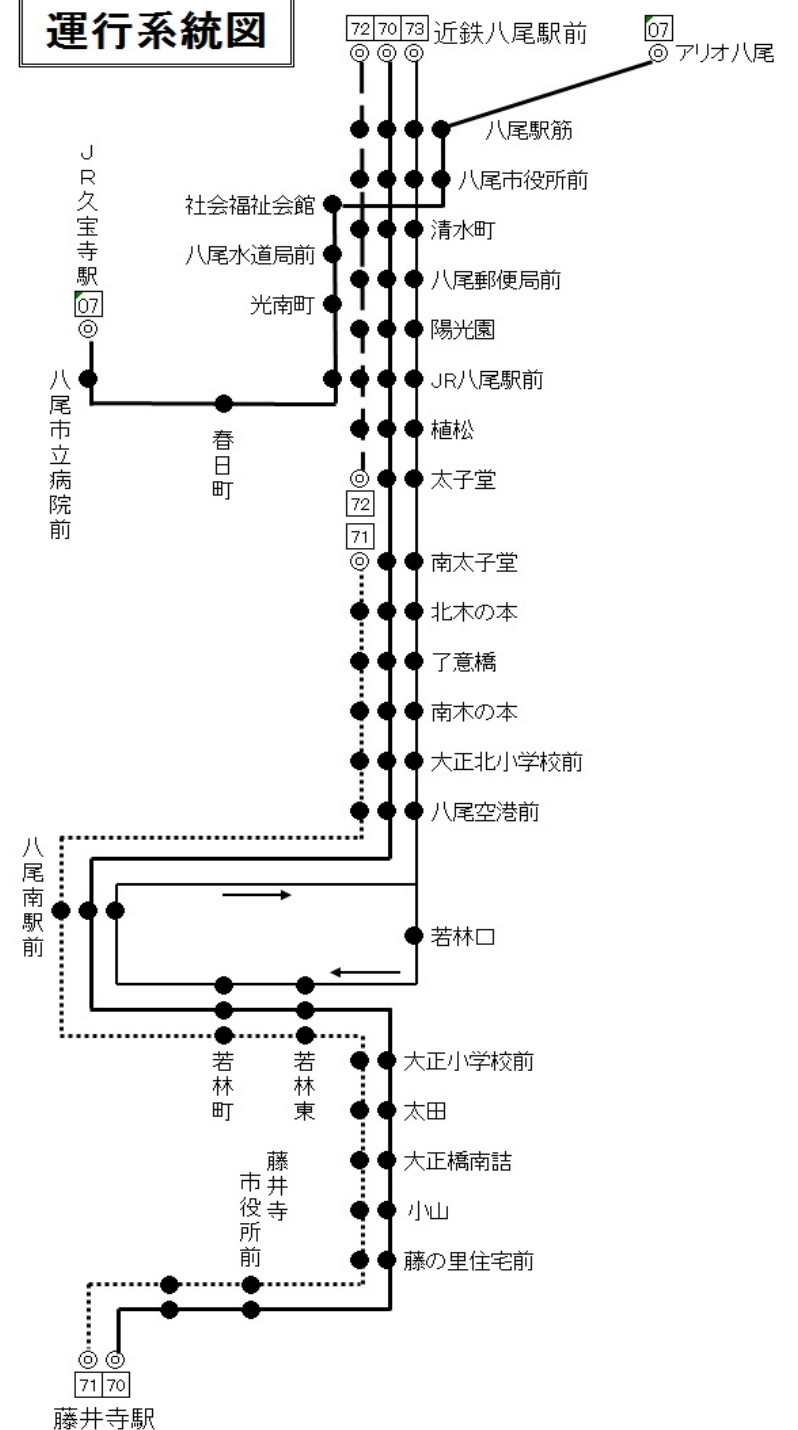 運行系統図
72 70 73 近鉄八尾駅前
07
アリオ八尾
八尾駅筋
八尾市役所前
JR久宝寺駅
07
社会福祉会館
清水町
八尾水道局前
八尾郵便局前
光南町
陽光園
JR八尾駅前
八尾市立病院前
春日町
植松
太子堂
72
71
南太子堂
北木の本
了意橋
南木の本
大正北小学校前
八尾空港前
八尾南駅前
若林口
若林町
若林東
大正小学校前
太田
大正橋南詰
藤井寺
市役所前
小山
藤の里住宅前
71 70
藤井寺駅